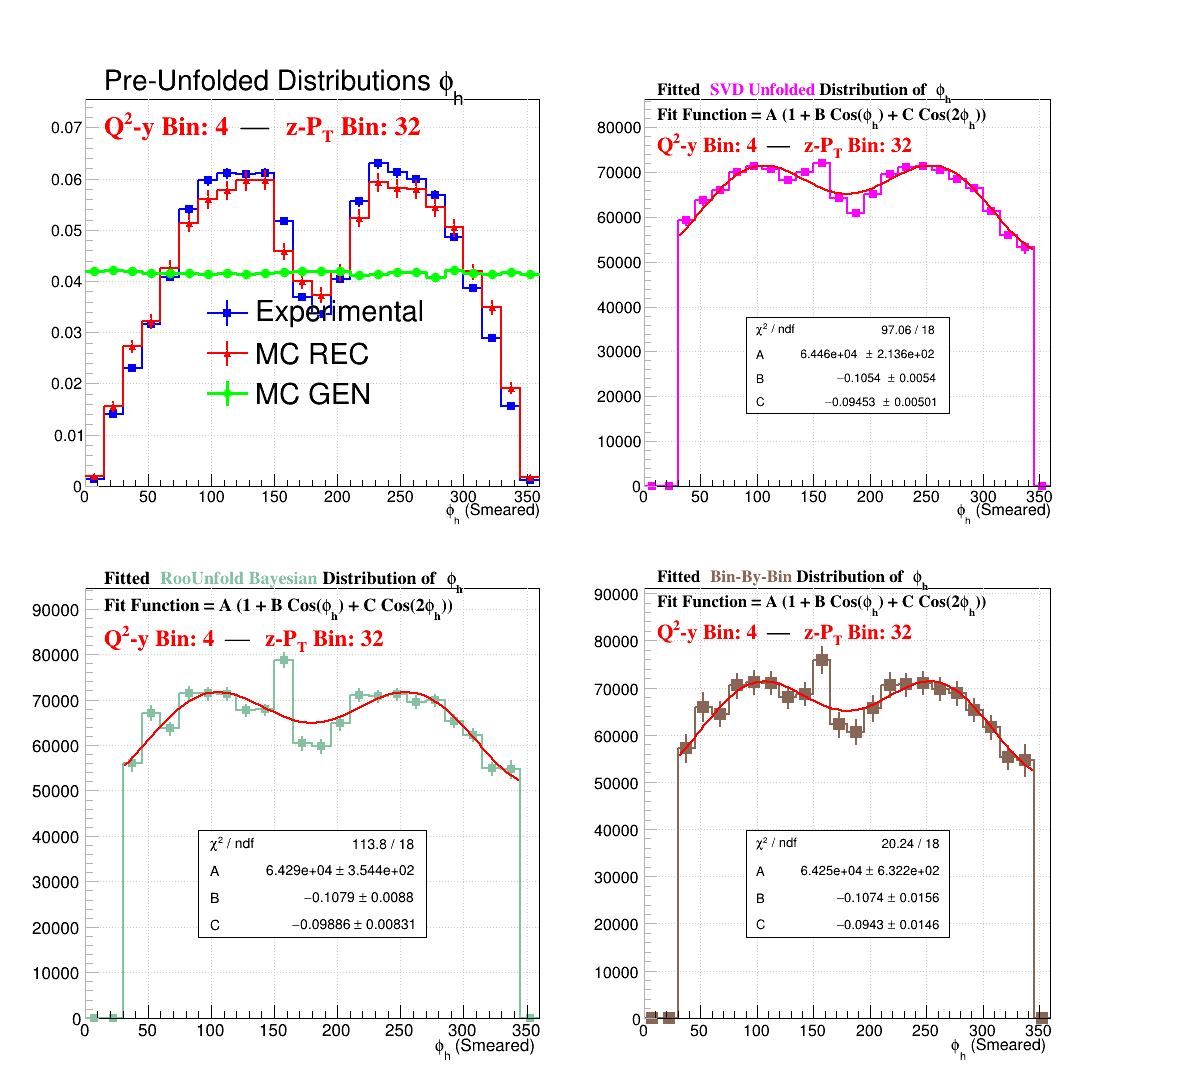 Pre-Unfolded Distributions ϕh
Q²-y Bin: 4 — z-PT Bin: 32
0.07
0.06
0.05
0.04
0.03
0.02
0.01
0
Experimental
MC REC
MC GEN
0 50 100 150 200 250 300 350
ϕh (Smeared)
Fitted SVD Unfolded Distribution of ϕh
Fit Function = A (1 + B Cos(ϕh) + C Cos(2ϕh))
Q²-y Bin: 4 — z-PT Bin: 32
80000
70000
60000
50000
40000
30000
20000
10000
0
χ² / ndf 97.06 / 18
A 6.446e+04 ± 2.136e+02
B −0.1054 ± 0.0054
C −0.09453 ± 0.00501
0 50 100 150 200 250 300 350
ϕh (Smeared)
Fitted RooUnfold Bayesian Distribution of ϕh
Fit Function = A (1 + B Cos(ϕh) + C Cos(2ϕh))
Q²-y Bin: 4 — z-PT Bin: 32
90000
80000
70000
60000
50000
40000
30000
20000
10000
0
χ² / ndf 113.8 / 18
A 6.429e+04 ± 3.544e+02
B −0.1079 ± 0.0088
C −0.09886 ± 0.00831
0 50 100 150 200 250 300 350
ϕh (Smeared)
Fitted Bin-By-Bin Distribution of ϕh
Fit Function = A (1 + B Cos(ϕh) + C Cos(2ϕh))
Q²-y Bin: 4 — z-PT Bin: 32
90000
80000
70000
60000
50000
40000
30000
20000
10000
0
χ² / ndf 20.24 / 18
A 6.425e+04 ± 6.322e+02
B −0.1074 ± 0.0156
C −0.0943 ± 0.0146
0 50 100 150 200 250 300 350
ϕh (Smeared)